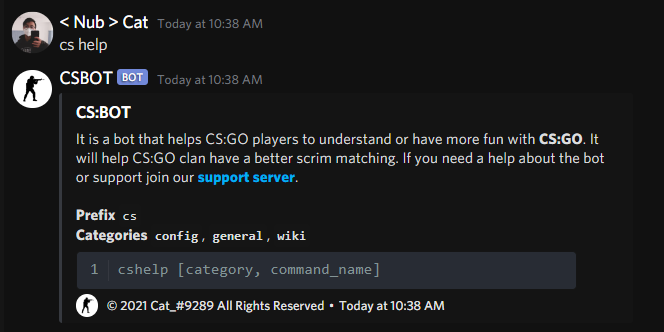 < Nub > Cat Today at 10:38 AM
cs help
CSBOT BOT Today at 10:38 AM
CS:BOT
It is a bot that helps CS:GO players to understand or have more fun with CS:GO. It
will help CS:GO clan have a better scrim matching. If you need a help about the bot
or support join our support server.
Prefix cs
Categories config, general, wiki
1 cshelp [category, command_name]
© 2021 Cat_#9289 All Rights Reserved • Today at 10:38 AM